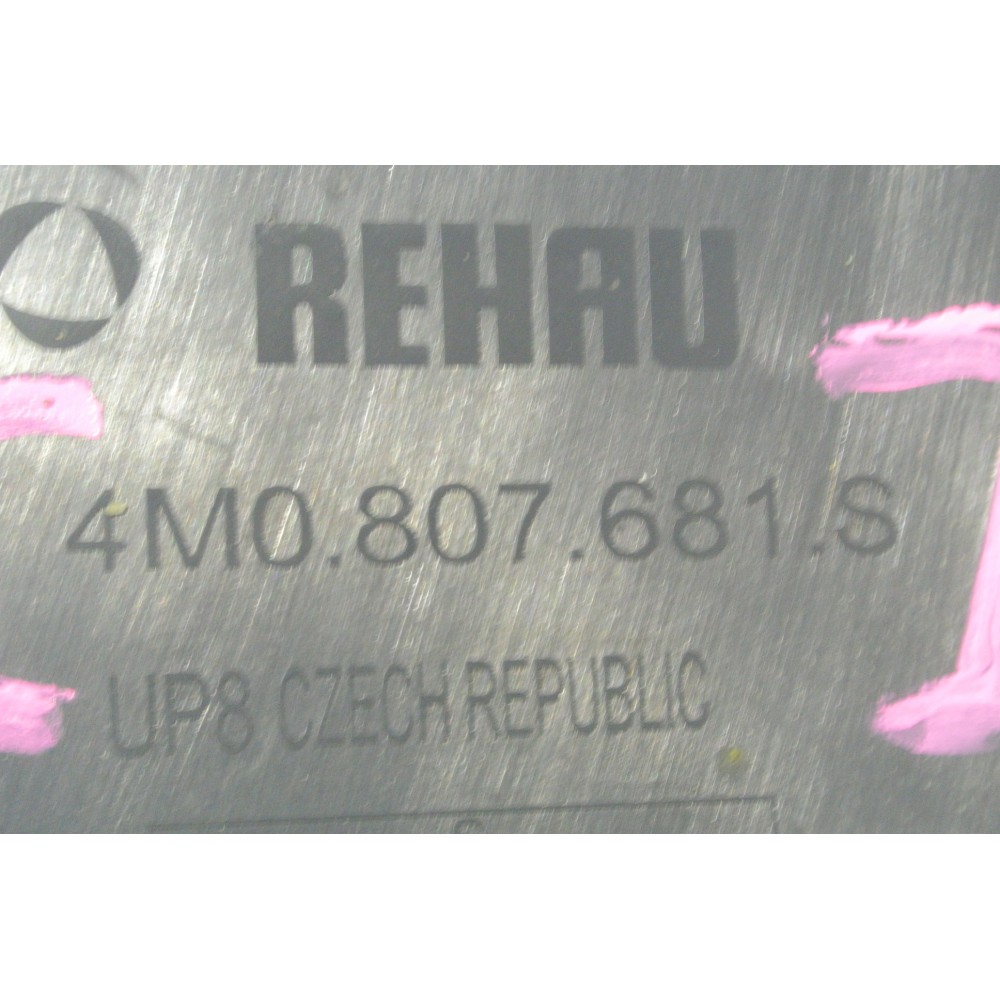 REHAU
4M0.807.681.S
UP8 CZECH REPUBLIC